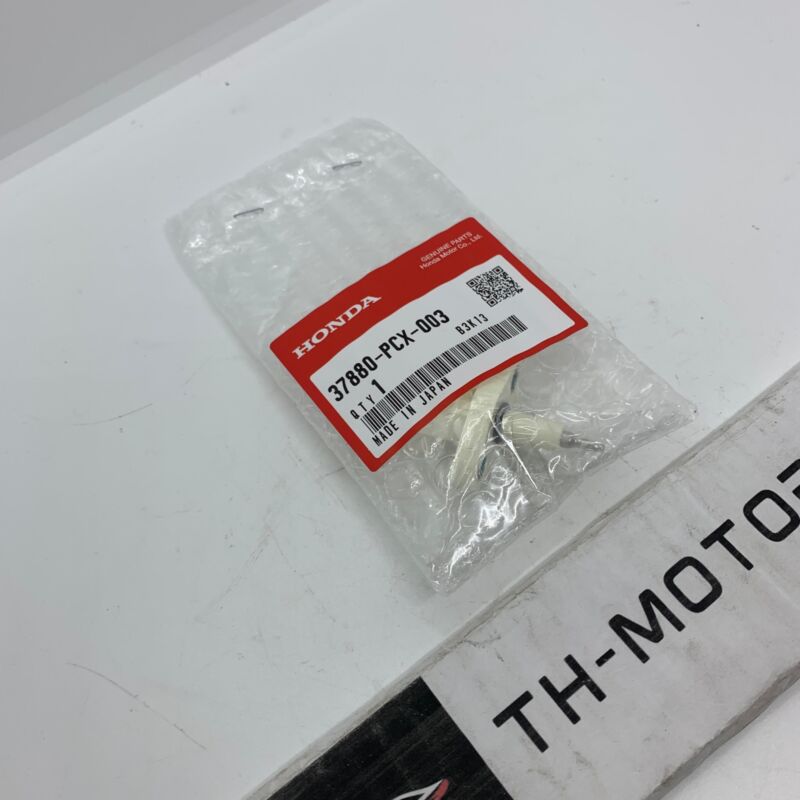 GENUINE PARTS
Honda Motor Co., Ltd.
HONDA
37880-PCX-003
B3K13
QTY 1
MADE IN JAPAN
TH-MOTOR